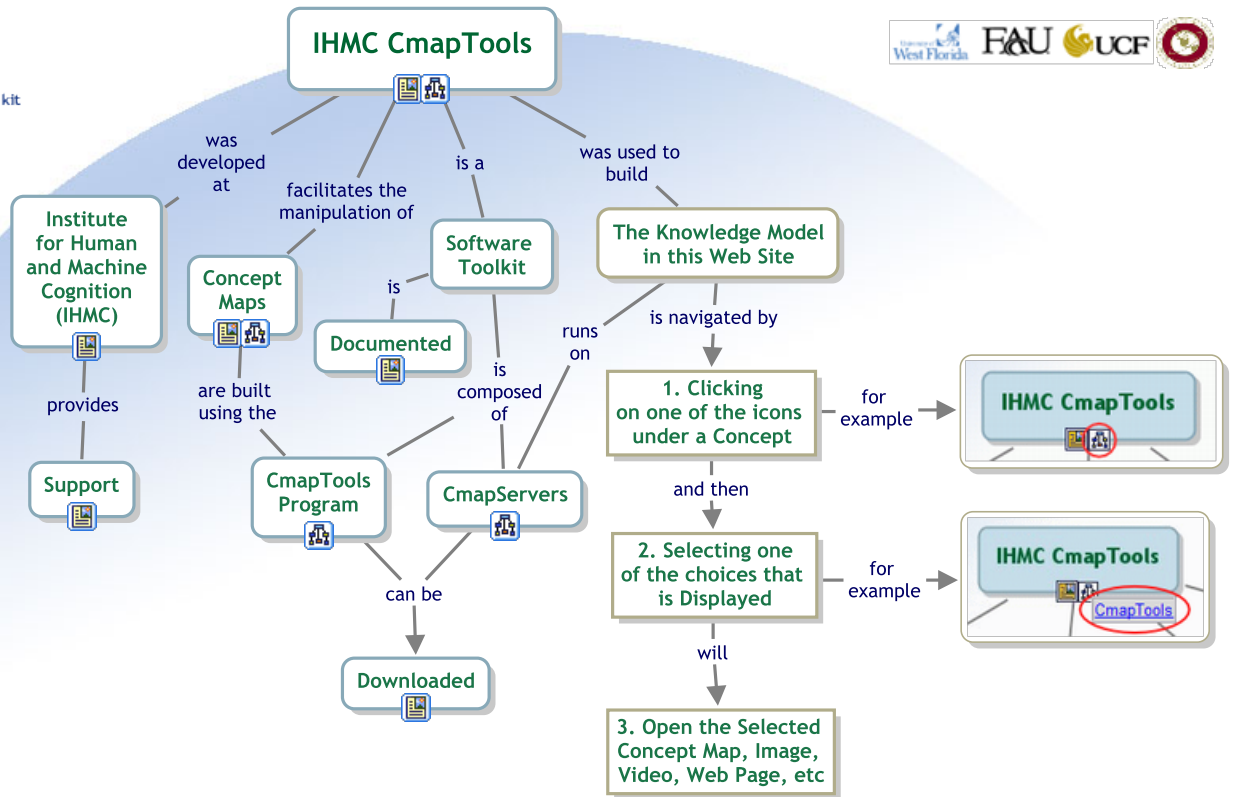 IHMC CmapTools
University of
West Florida
FAU
UCF
kit
was
developed
at
facilitates the
manipulation of
is a
was used to
build
Institute
for Human
and Machine
Cognition
(IHMC)
Concept
Maps
Software
Toolkit
The Knowledge Model
in this Web Site
is
Documented
runs
on
is navigated by
provides
are built
using the
is
composed
of
1. Clicking
on one of the icons
under a Concept
for
example
IHMC CmapTools
Support
CmapTools
Program
CmapServers
and then
2. Selecting one
of the choices that
is Displayed
for
example
IHMC CmapTools
CmapTools
can be
Downloaded
will
3. Open the Selected
Concept Map, Image,
Video, Web Page, etc